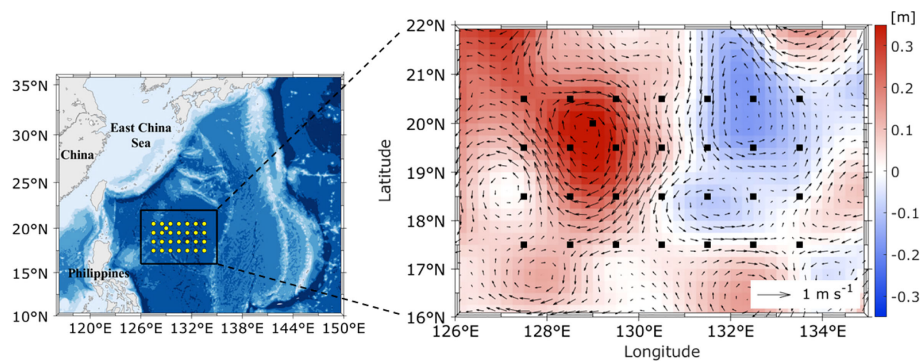 35°N
30°N
25°N
20°N
15°N
10°N
120°E
126°E
132°E
138°E
144°E
150°E
China
East China
Sea
Philippines
22°N
21°N
20°N
19°N
18°N
17°N
16°N
126°E
128°E
130°E
132°E
134°E
Latitude
Longitude
1 m s⁻¹
[m]
0.3
0.2
0.1
0
-0.1
-0.2
-0.3